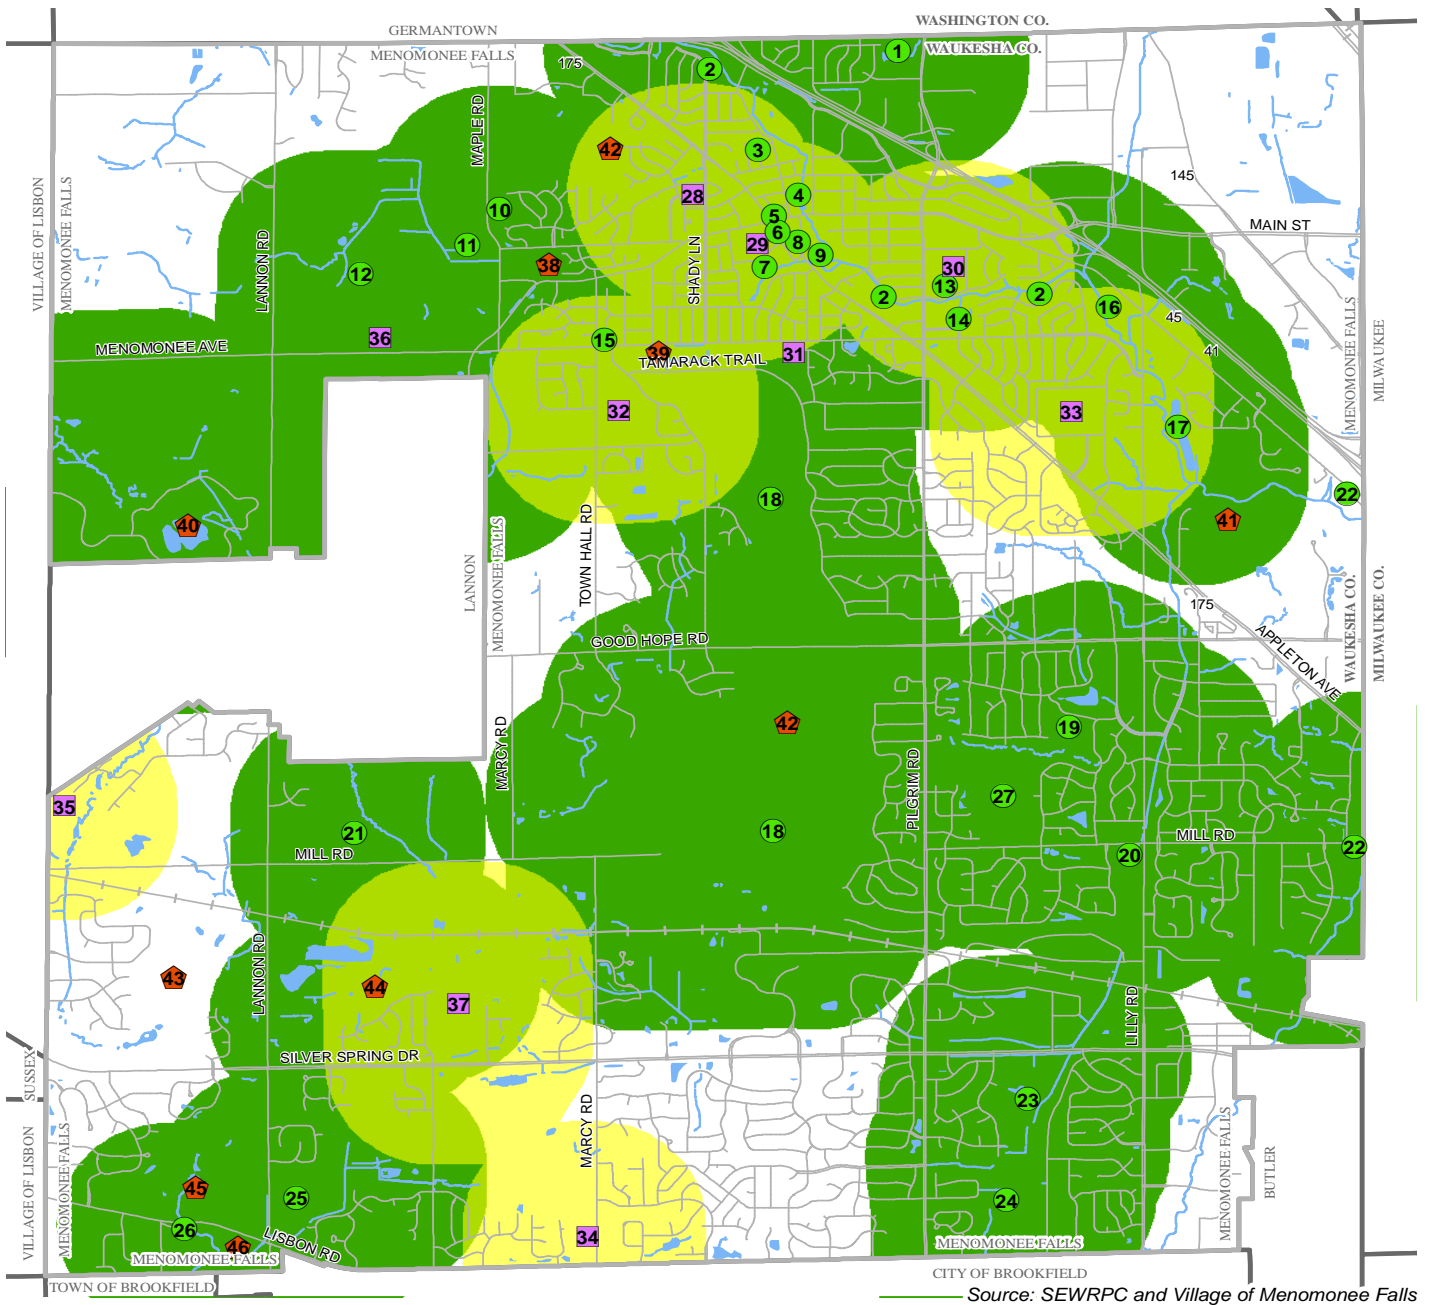 WASHINGTON CO.
GERMANTOWN
MENOMONEE FALLS
WAUKESHA CO.
1
175
2
MAPLE RD
42
3
145
VILLAGE OF LISBON
MENOMONEE FALLS
28
4
10
5
MAIN ST
6
29
8
11
9
LANNON RD
38
7
30
12
SHADY LN
13
2
2
16
14
45
36
15
MENOMONEE AVE
39
31
41
TAMARACK TRAIL
MENOMONEE FALLS
MILWAUKEE
32
33
17
18
22
40
41
TOWN HALL RD
LANNON
MENOMONEE FALLS
175
WAUKESHA CO.
MILWAUKEE CO.
GOOD HOPE RD
APPLETON AVE
42
19
MARCY RD
PILGRIM RD
27
35
21
18
MILL RD
22
MILL RD
20
LANNON RD
43
44
37
LILLY RD
SILVER SPRING DR
SUSSEX
23
MARCY RD
VILLAGE OF LISBON
MENOMONEE FALLS
MENOMONEE FALLS
BUTLER
45
25
24
26
34
46
LISBON RD
MENOMONEE FALLS
MENOMONEE FALLS
CITY OF BROOKFIELD
TOWN OF BROOKFIELD
Source: SEWRPC and Village of Menomonee Falls